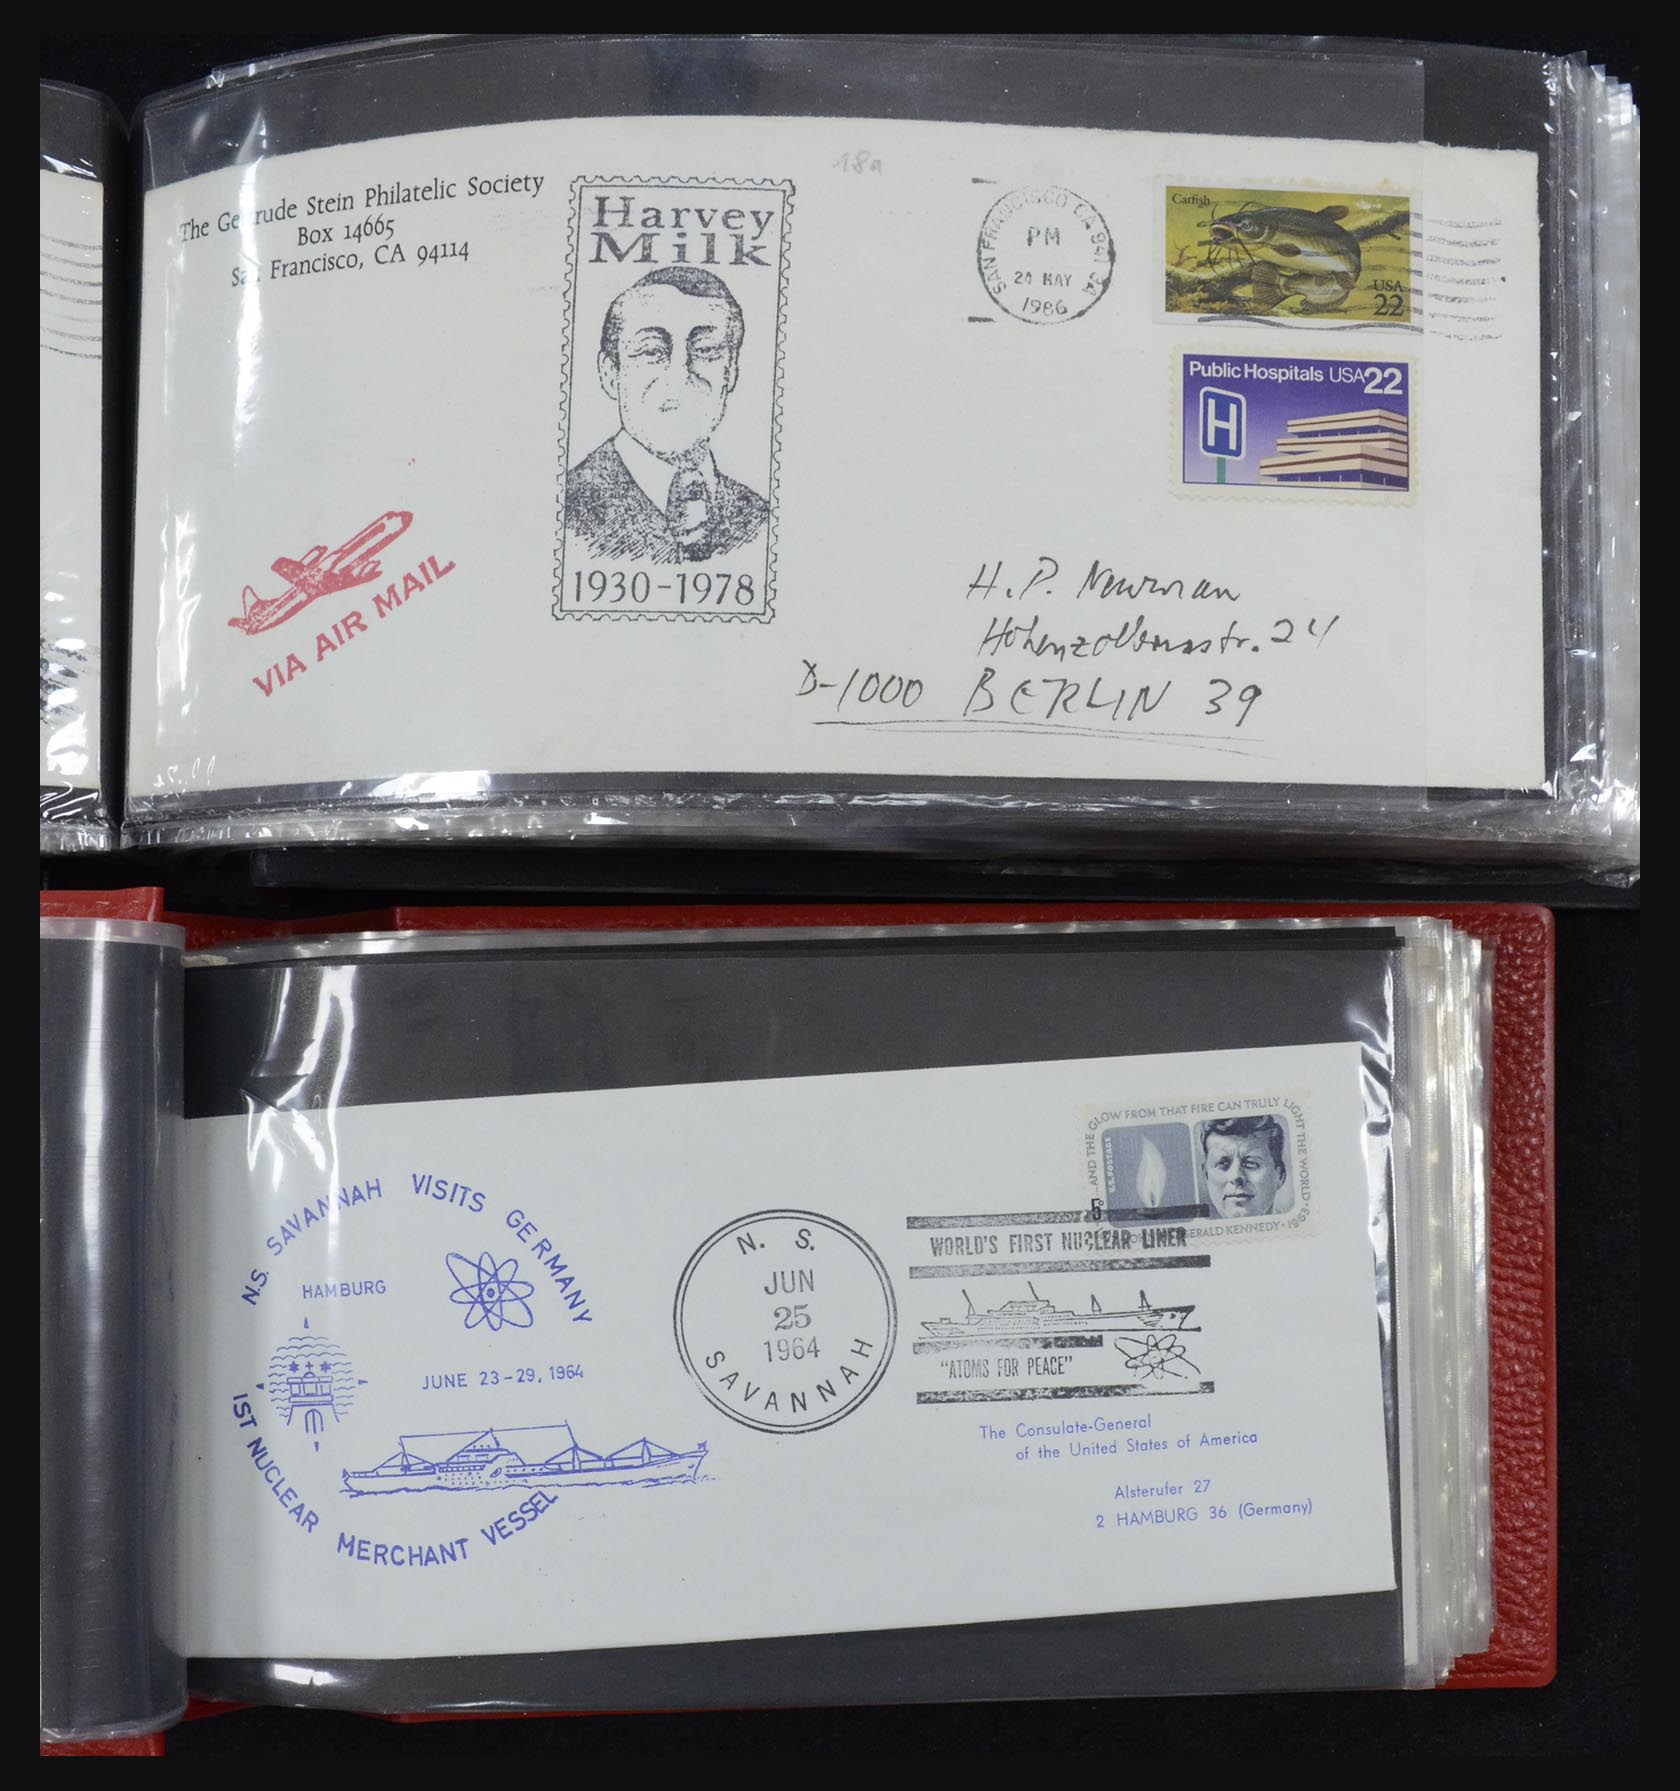 The Gertrude Stein Philatelic Society
Box 14665
San Francisco, CA 94114
Harvey
Milk
1930-1978
18a
SAN FRANCISCO CA 941
PM
24 MAY
1986
Catfish
USA
22
Public Hospitals USA 22
H
VIA AIR MAIL
H.P. Newman
Hohenzollernstr. 24
D-1000 BERLIN 39
N.S. SAVANNAH VISITS GERMANY
HAMBURG
JUNE 23-29, 1964
1ST NUCLEAR MERCHANT VESSEL
N. S.
JUN
25
1964
SAVANNAH
...AND THE GLOW FROM THAT FIRE CAN TRULY LIGHT THE WORLD
U.S. POSTAGE
5¢
FITZGERALD KENNEDY · 1963
WORLD'S FIRST NUCLEAR LINER
"ATOMS FOR PEACE"
The Consulate-General
of the United States of America
Alsterufer 27
2 HAMBURG 36 (Germany)